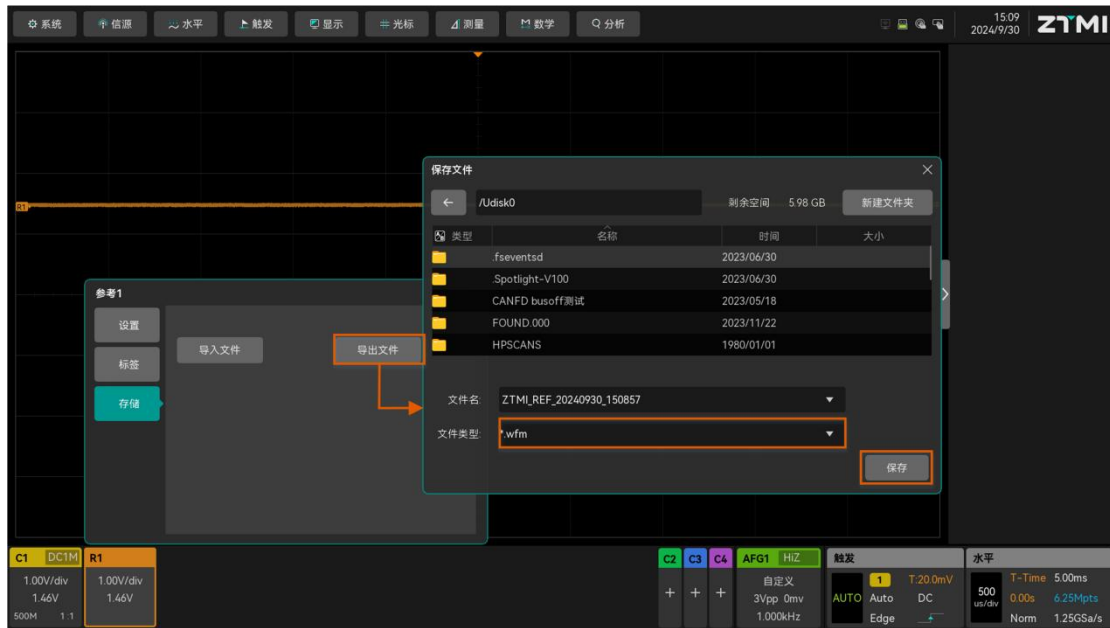 系统 信源 水平 触发 显示 光标 测量 数学 分析 15:09 2024/9/30 ZTMI
R1
保存文件
/Udisk0 剩余空间 5.98 GB 新建文件夹
类型 名称 时间 大小
.fseventsd 2023/06/30
.Spotlight-V100 2023/06/30
CANFD busoff测试 2023/05/18
FOUND.000 2023/11/22
HPSCANS 1980/01/01
文件名: ZTMI_REF_20240930_150857
文件类型: *.wfm
保存
参考1
设置
标签
存储
导入文件 导出文件
C1 DC1M
1.00V/div
1.46V
500M 1:1
R1
1.00V/div
1.46V
C2 C3 C4
+ + +
AFG1 HiZ
自定义
3Vpp 0mv
1.000kHz
触发
AUTO
1 T:20.0mV
Auto DC
Edge
水平
500 us/div
T-Time 5.00ms
0.00s 6.25Mpts
Norm 1.25GSa/s